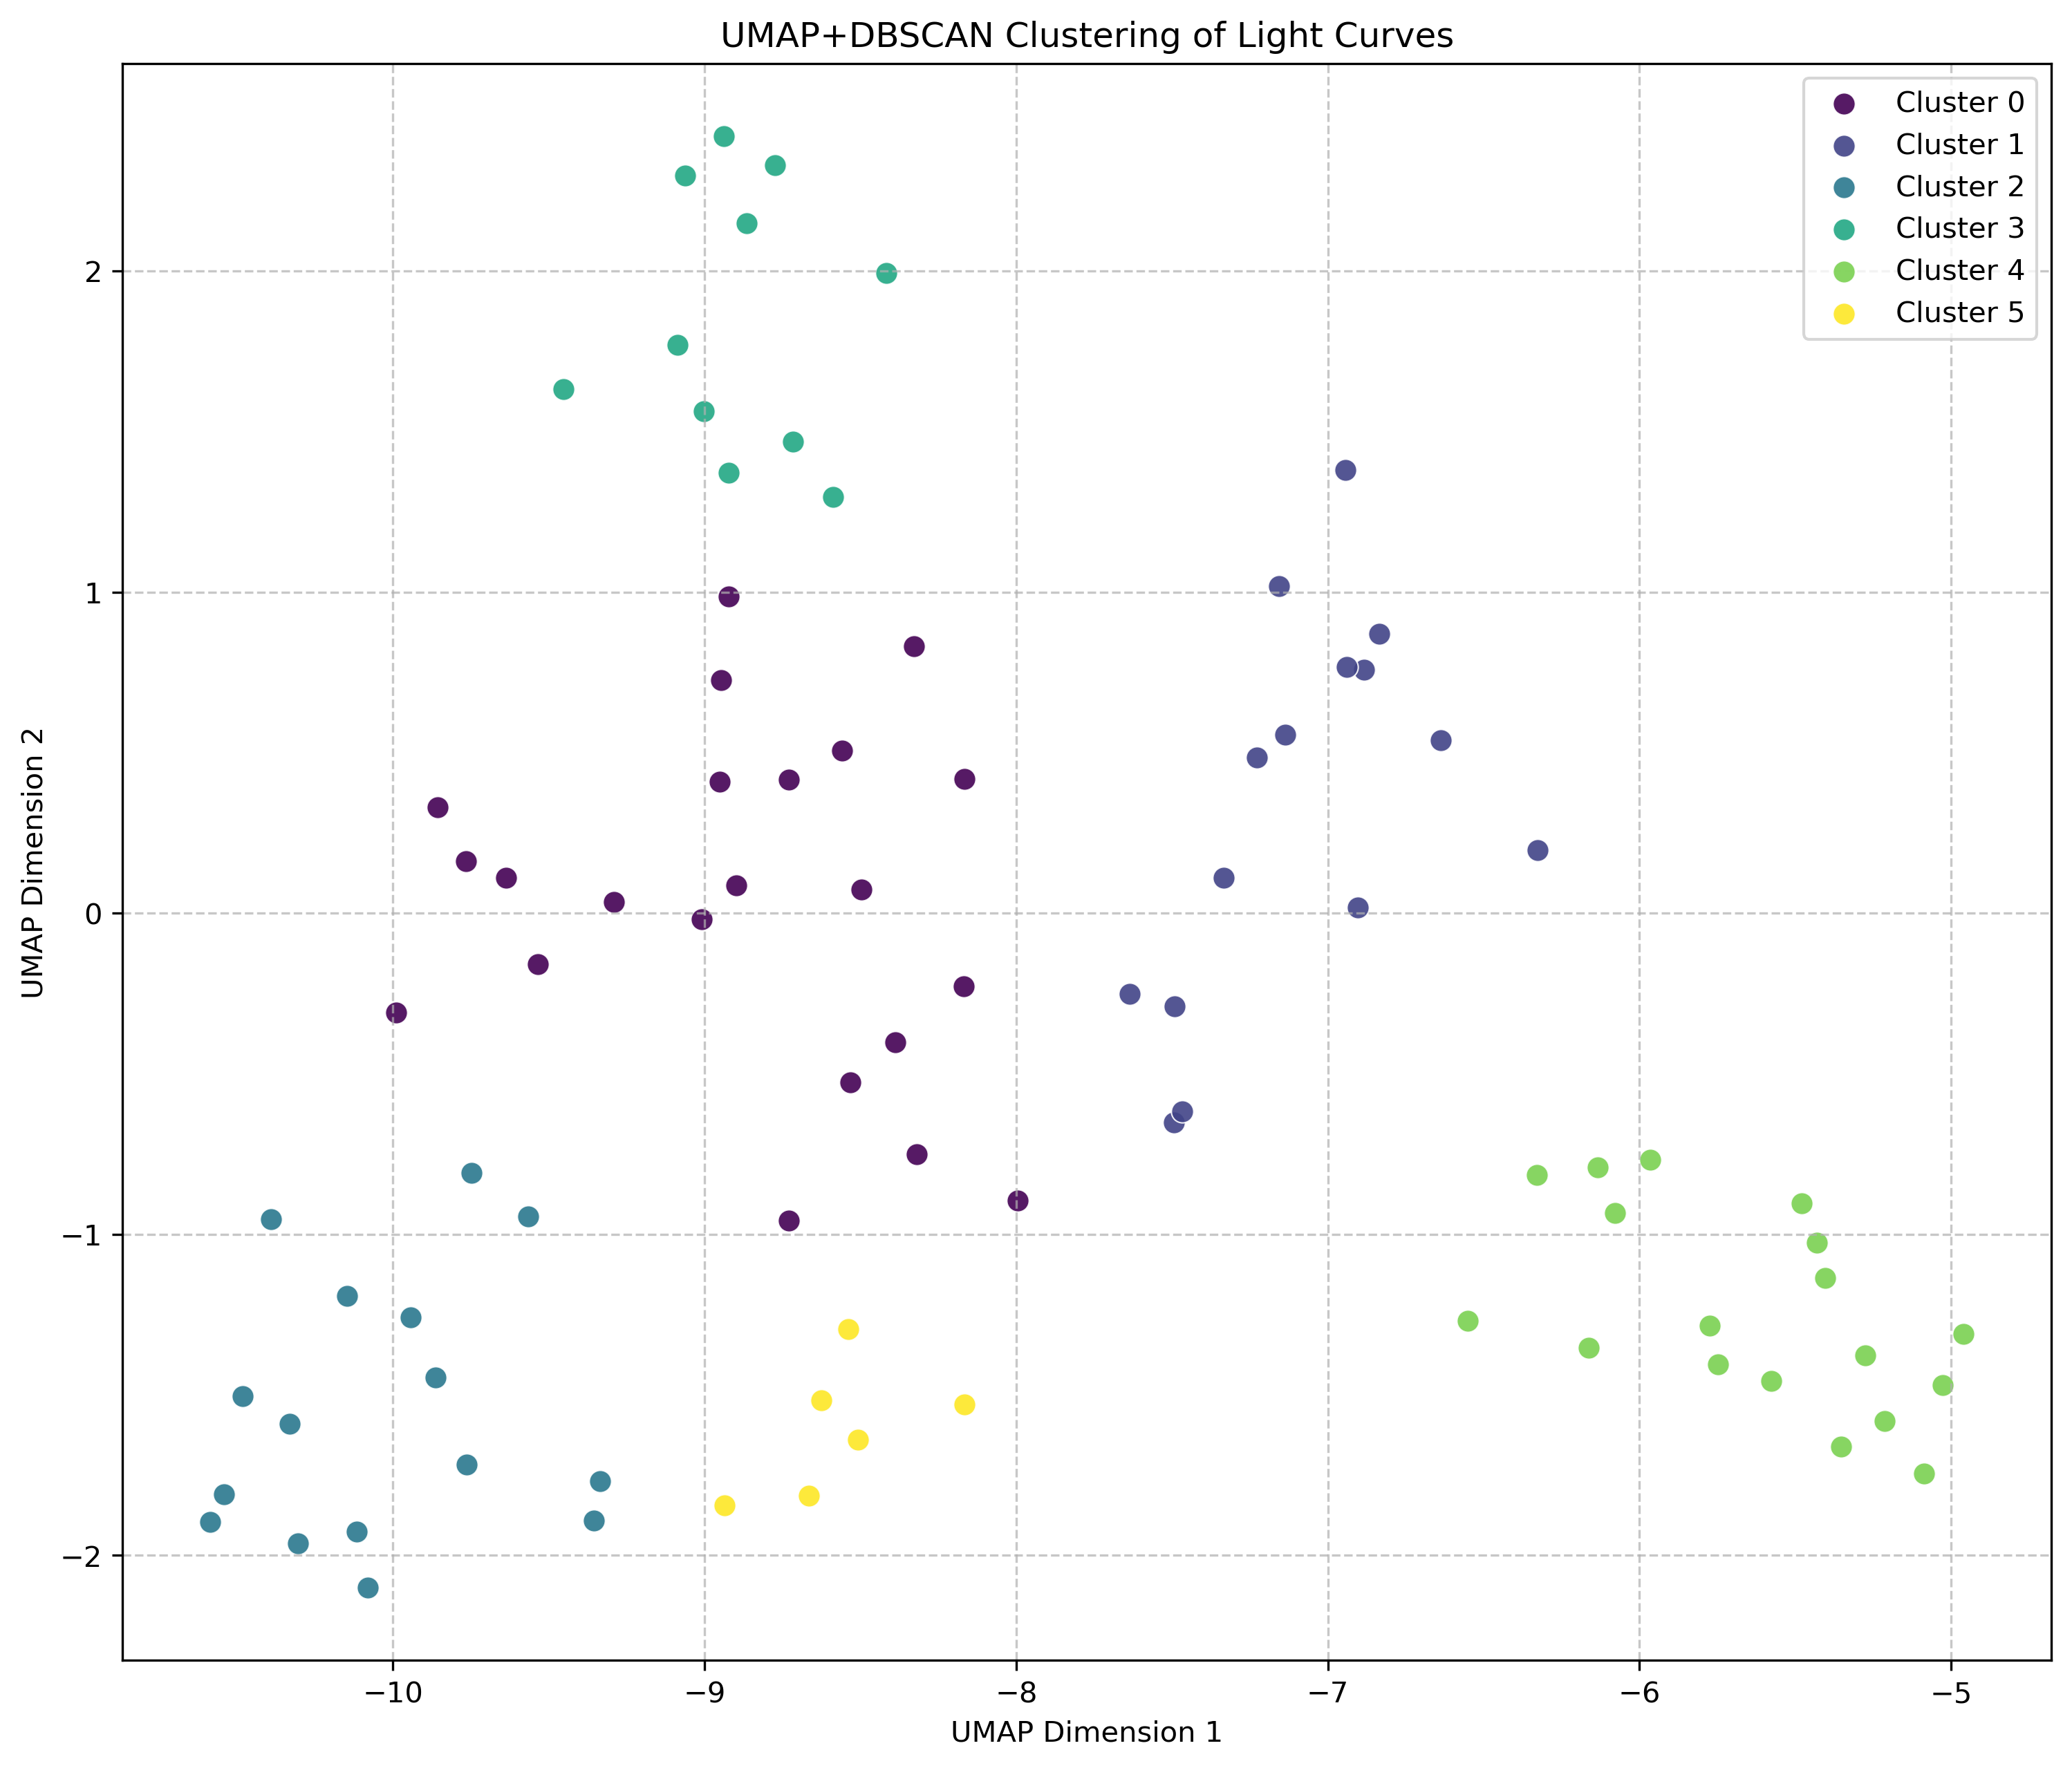 UMAP+DBSCAN Clustering of Light Curves
Cluster 0
Cluster 1
Cluster 2
Cluster 3
Cluster 4
Cluster 5
UMAP Dimension 2
2
1
0
−1
−2
−10 −9 −8 −7 −6 −5
UMAP Dimension 1